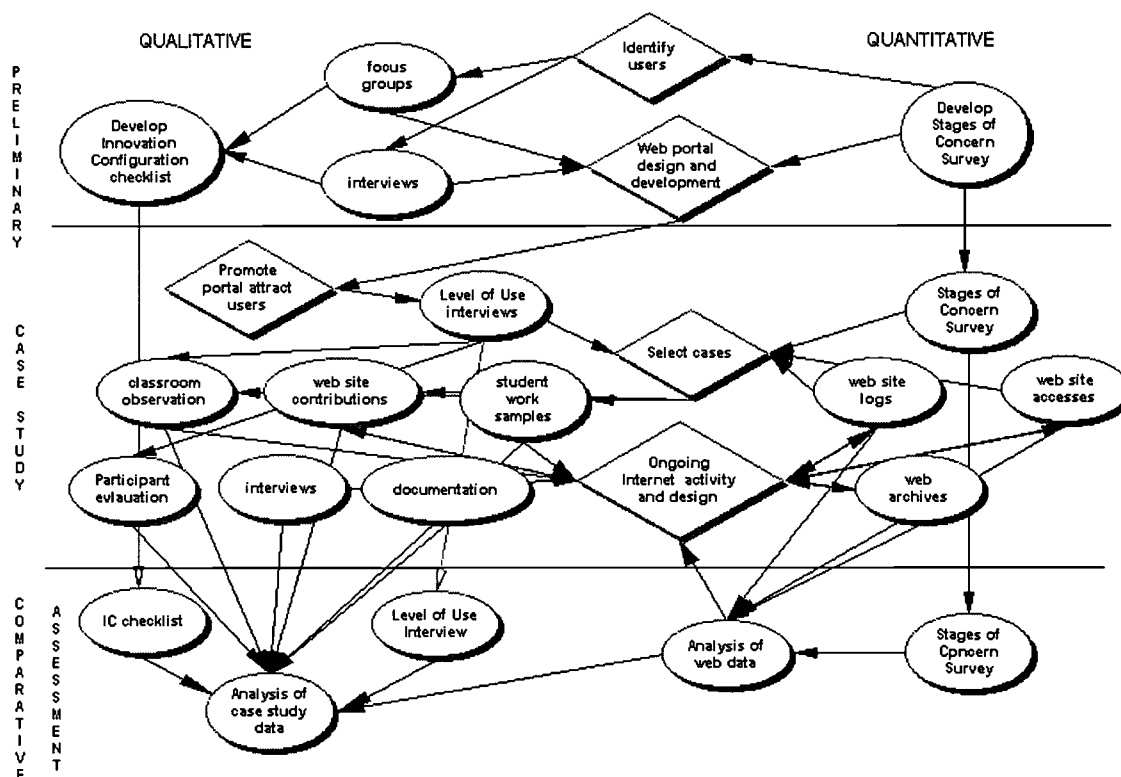 QUALITATIVE
QUANTITATIVE
PRELIMINARY
Identify
users
focus
groups
Develop
Innovation
Configuration
checklist
Develop
Stages of
Concern
Survey
Web portal
design and
development
interviews
CASE STUDY
Promote
portal attract
users
Level of Use
interviews
Stages of
Concern
Survey
Select cases
classroom
observation
web site
contributions
student
work
samples
web site
logs
web site
accesses
Participant
evlauation
interviews
documentation
Ongoing
Internet activity
and design
web
archives
COMPARATIVE
ASSESSMENT
IC checklist
Level of Use
Interview
Analysis of
web data
Stages of
Cpncern
Survey
Analysis of
case study
data